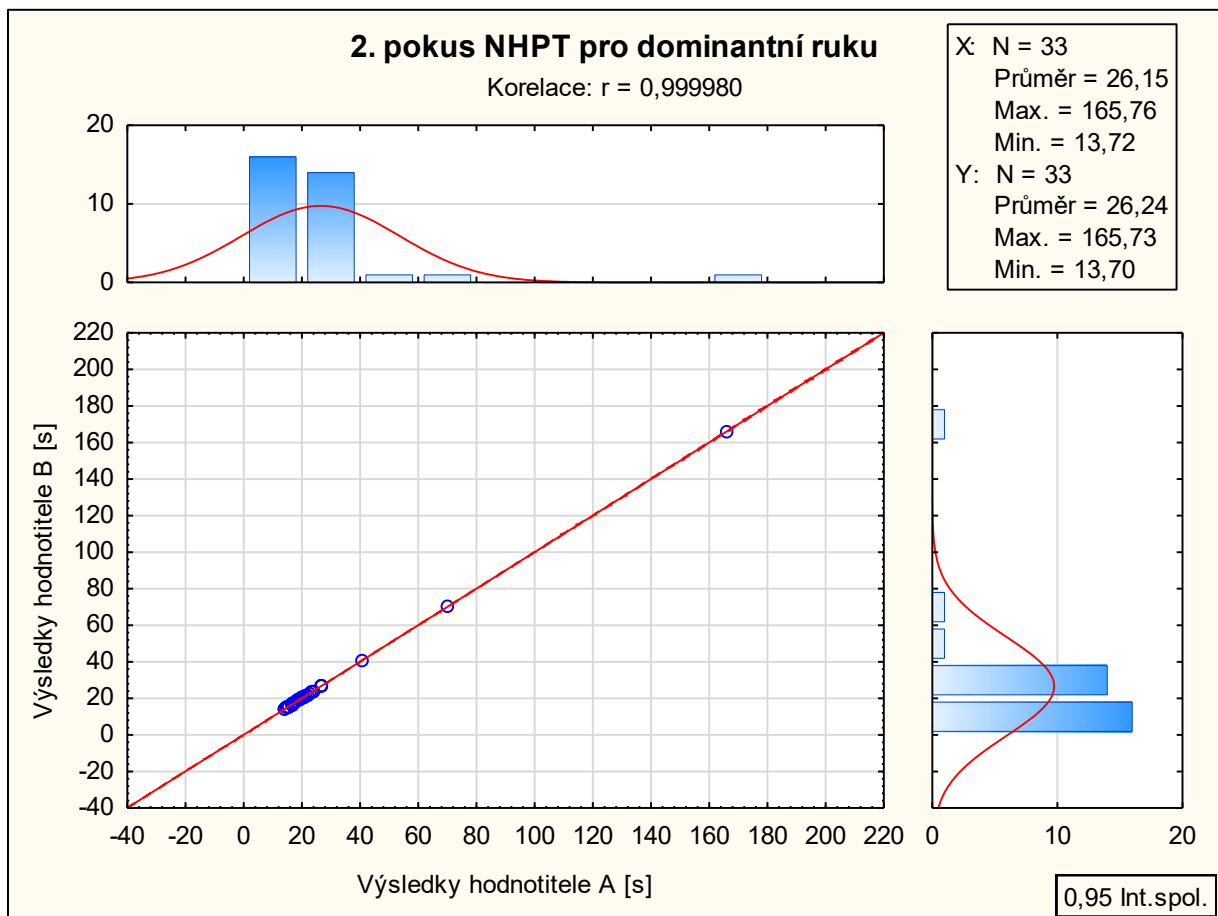 2. pokus NHPT pro dominantní ruku
Korelace: r = 0,999980
X: N = 33
Průměr = 26,15
Max. = 165,76
Min. = 13,72
Y: N = 33
Průměr = 26,24
Max. = 165,73
Min. = 13,70
20
10
0
220
200
180
160
140
120
100
80
60
40
20
0
-20
-40
Výsledky hodnotitele B [s]
-40 -20 0 20 40 60 80 100 120 140 160 180 200 220
Výsledky hodnotitele A [s]
0 10 20
0,95 Int.spol.